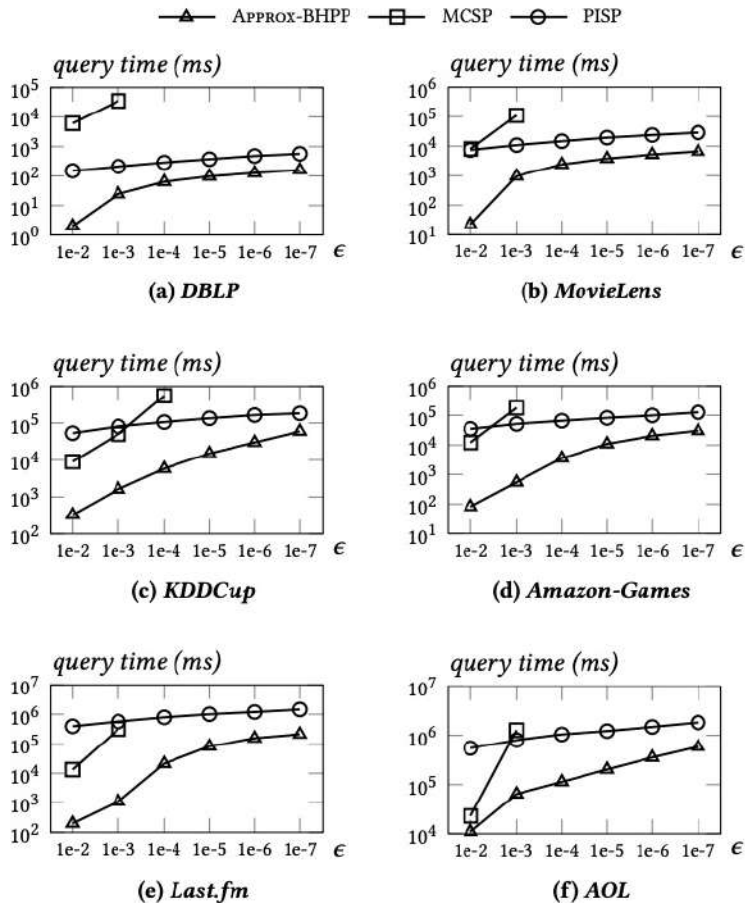 APPROX-BHPP MCSP PISP
query time (ms) query time (ms)
10^5 10^6
10^4 10^5
10^3 10^4
10^2 10^3
10^1 10^2
10^0 10^1
1e-2 1e-3 1e-4 1e-5 1e-6 1e-7 ϵ 1e-2 1e-3 1e-4 1e-5 1e-6 1e-7 ϵ
(a) DBLP (b) MovieLens
query time (ms) query time (ms)
10^6 10^6
10^5 10^5
10^4 10^4
10^3 10^3
10^2 10^2
10^1
1e-2 1e-3 1e-4 1e-5 1e-6 1e-7 ϵ 1e-2 1e-3 1e-4 1e-5 1e-6 1e-7 ϵ
(c) KDDCup (d) Amazon-Games
query time (ms) query time (ms)
10^7 10^7
10^6 10^6
10^5 10^5
10^4 10^4
10^3
10^2
1e-2 1e-3 1e-4 1e-5 1e-6 1e-7 ϵ 1e-2 1e-3 1e-4 1e-5 1e-6 1e-7 ϵ
(e) Last.fm (f) AOL